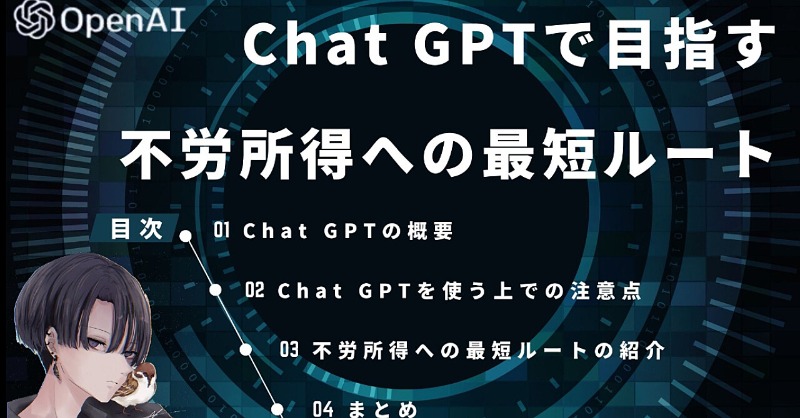 OpenAI
Chat GPTで目指す
不労所得への最短ルート
目次
01 Chat GPTの概要
02 Chat GPTを使う上での注意点
03 不労所得への最短ルートの紹介
04 まとめ